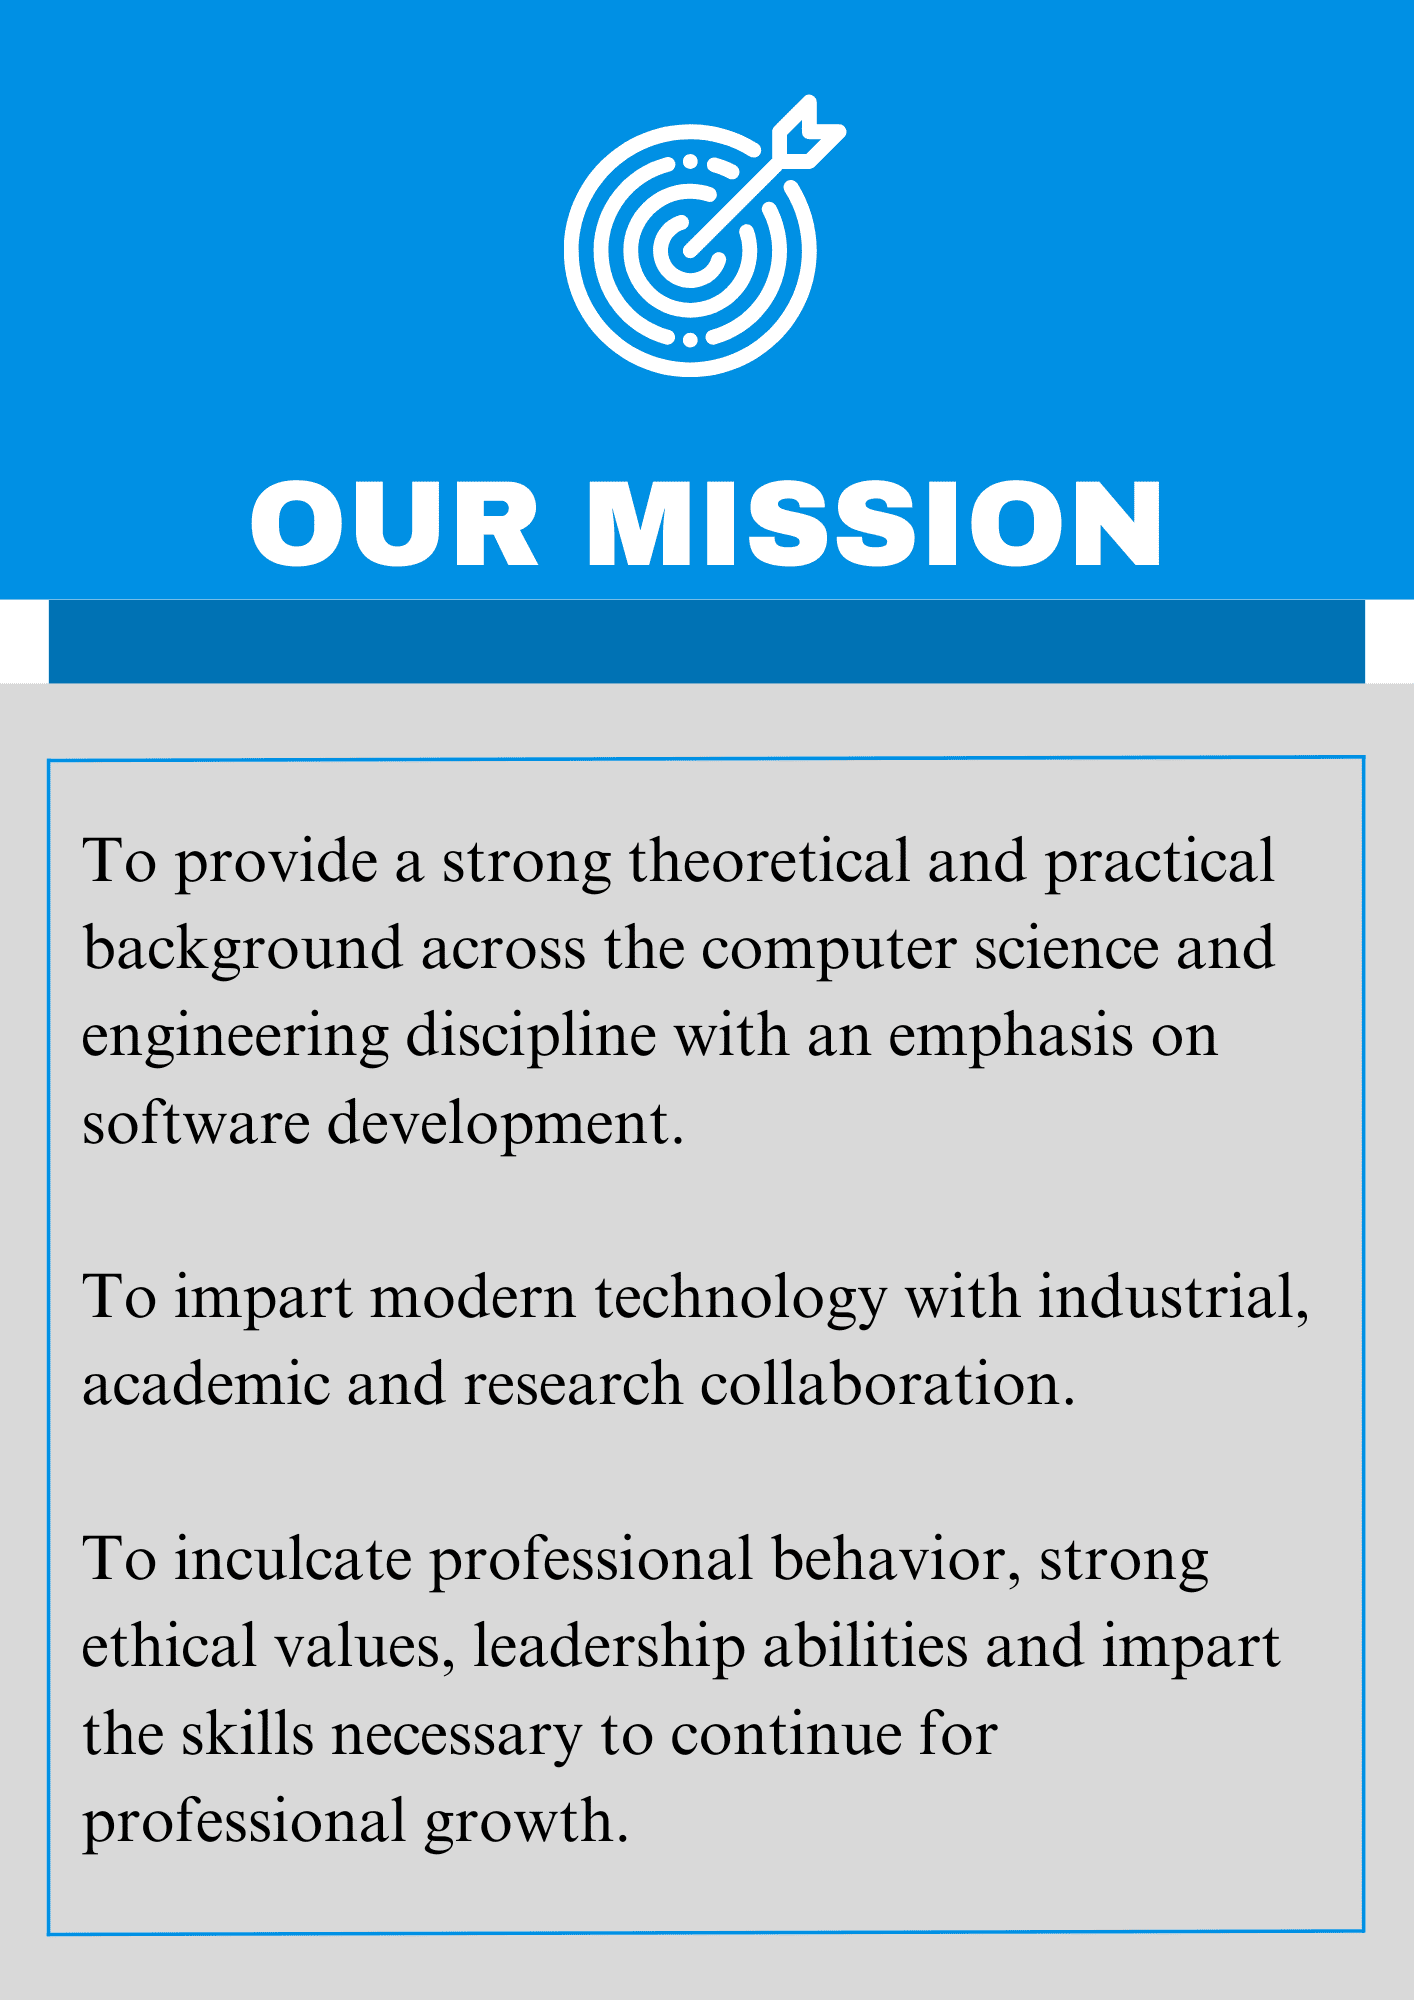 OUR MISSION
To provide a strong theoretical and practical
background across the computer science and
engineering discipline with an emphasis on
software development.
To impart modern technology with industrial,
academic and research collaboration.
To inculcate professional behavior, strong
ethical values, leadership abilities and impart
the skills necessary to continue for
professional growth.